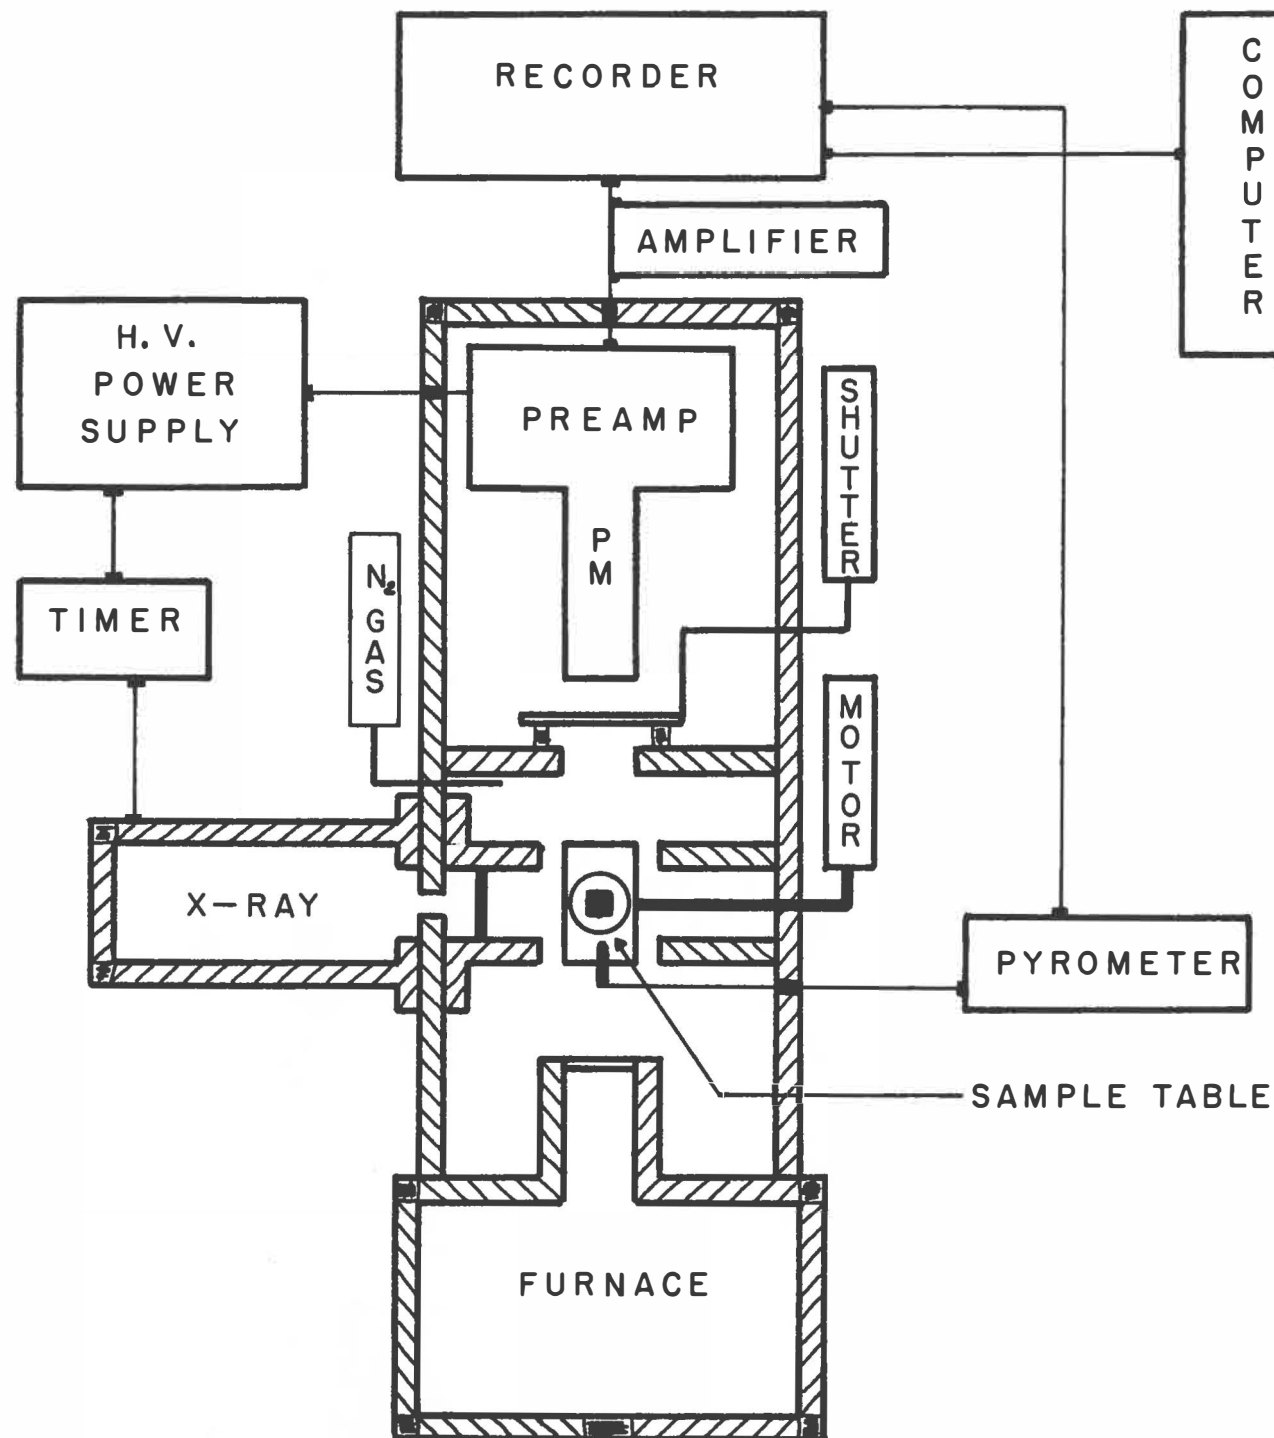 RECORDER
COMPUTER
AMPLIFIER
H. V.
POWER
SUPPLY
PREAMP
SHUTTER
PM
N₂ GAS
TIMER
MOTOR
X-RAY
PYROMETER
SAMPLE TABLE
FURNACE